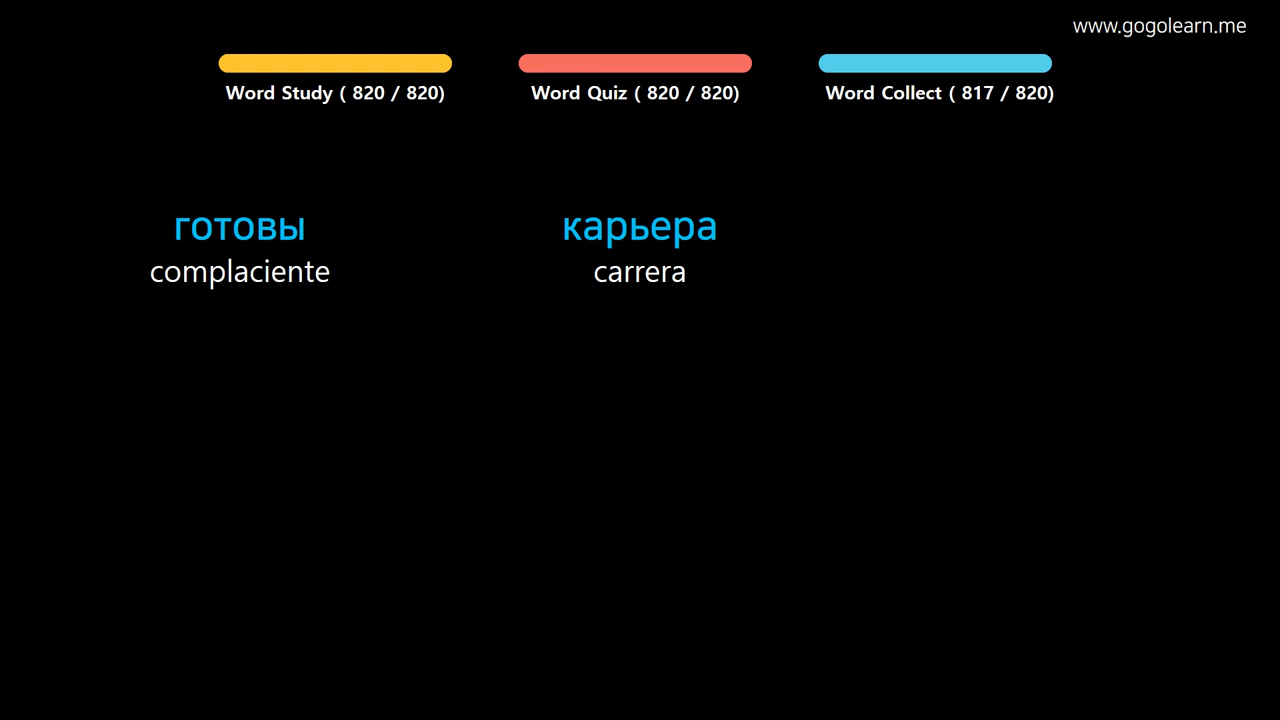 www.gogolearn.me
Word Study ( 820 / 820)
Word Quiz ( 820 / 820)
Word Collect ( 817 / 820)
готовы
complaciente
карьера
carrera